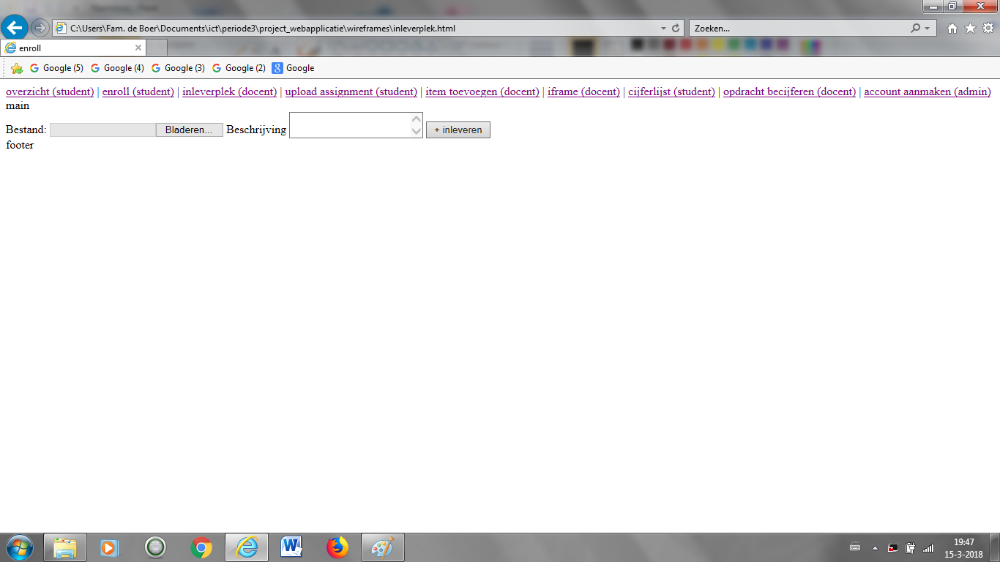 C:\Users\Fam. de Boer\Documents\ict\periode3\project_webapplicatie\wireframes\inleverplek.html Zoeken...
enroll
Google (5) Google (4) Google (3) Google (2) Google
overzicht (student) | enroll (student) | inleverplek (docent) | upload assignment (student) | item toevoegen (docent) | iframe (docent) | cijferlijst (student) | opdracht becijferen (docent) | account aanmaken (admin)
main
Bestand: Bladeren... Beschrijving + inleveren
footer
19:47
15-3-2018